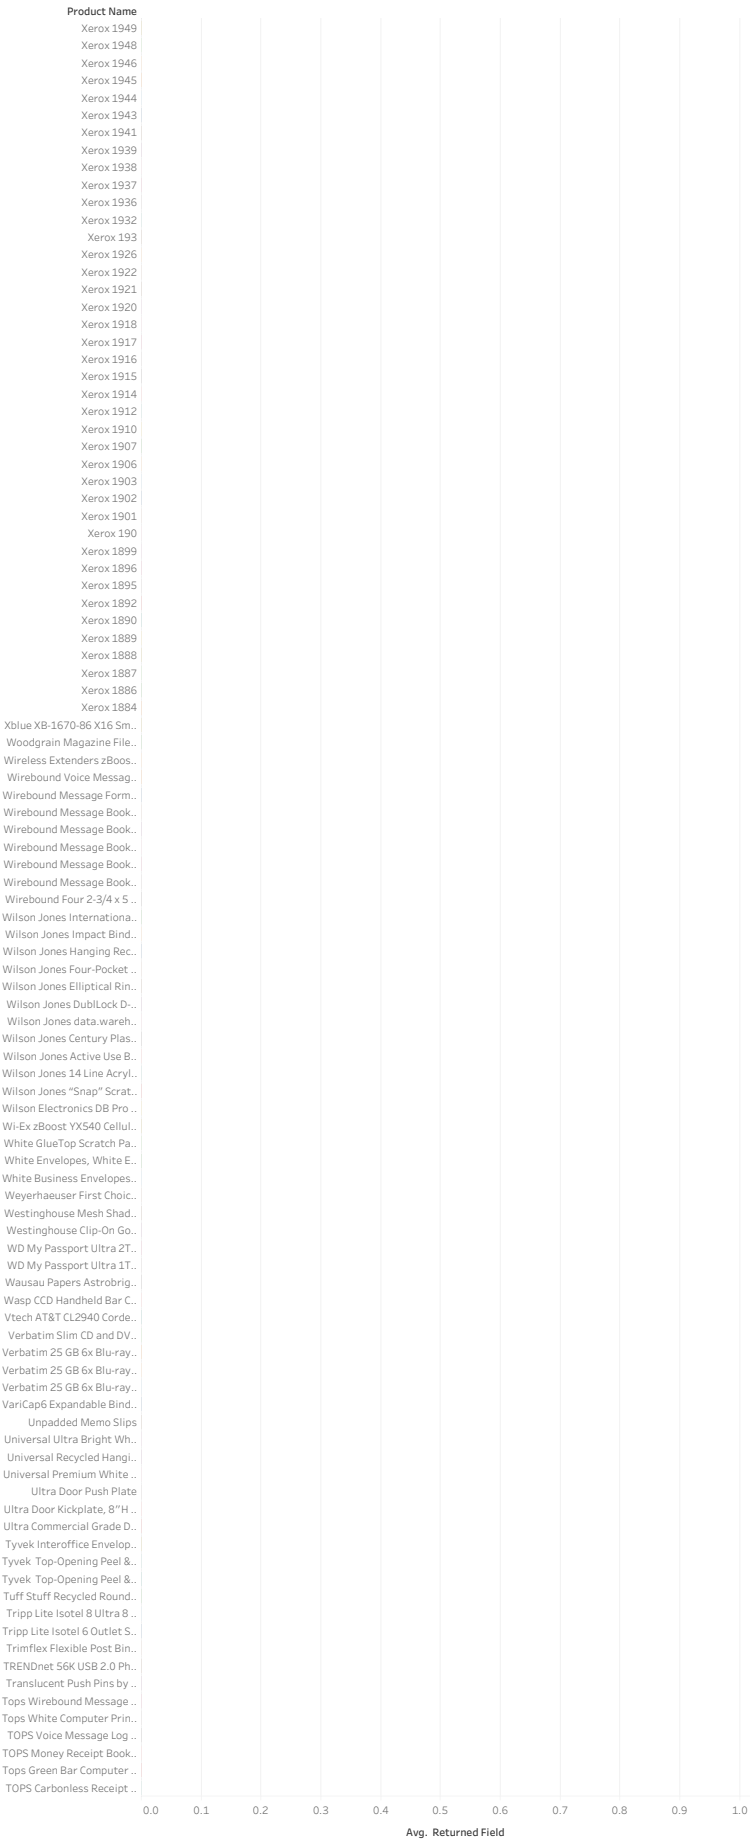 Product Name
Xerox 1949
Xerox 1948
Xerox 1946
Xerox 1945
Xerox 1944
Xerox 1943
Xerox 1941
Xerox 1939
Xerox 1938
Xerox 1937
Xerox 1936
Xerox 1932
Xerox 193
Xerox 1926
Xerox 1922
Xerox 1921
Xerox 1920
Xerox 1918
Xerox 1917
Xerox 1916
Xerox 1915
Xerox 1914
Xerox 1912
Xerox 1910
Xerox 1907
Xerox 1906
Xerox 1903
Xerox 1902
Xerox 1901
Xerox 190
Xerox 1899
Xerox 1896
Xerox 1895
Xerox 1892
Xerox 1890
Xerox 1889
Xerox 1888
Xerox 1887
Xerox 1886
Xerox 1884
Xblue XB-1670-86 X16 Sm..
Woodgrain Magazine File..
Wireless Extenders zBoos..
Wirebound Voice Messag..
Wirebound Message Form..
Wirebound Message Book..
Wirebound Message Book..
Wirebound Message Book..
Wirebound Message Book..
Wirebound Message Book..
Wirebound Four 2-3/4 x 5 ..
Wilson Jones Internationa..
Wilson Jones Impact Bind..
Wilson Jones Hanging Rec..
Wilson Jones Four-Pocket ..
Wilson Jones Elliptical Rin..
Wilson Jones DublLock D-..
Wilson Jones data.wareh..
Wilson Jones Century Plas..
Wilson Jones Active Use B..
Wilson Jones 14 Line Acryl..
Wilson Jones “Snap” Scrat..
Wilson Electronics DB Pro ..
Wi-Ex zBoost YX540 Cellul..
White GlueTop Scratch Pa..
White Envelopes, White E..
White Business Envelopes..
Weyerhaeuser First Choic..
Westinghouse Mesh Shad..
Westinghouse Clip-On Go..
WD My Passport Ultra 2T..
WD My Passport Ultra 1T..
Wausau Papers Astrobrig..
Wasp CCD Handheld Bar C..
Vtech AT&T CL2940 Corde..
Verbatim Slim CD and DV..
Verbatim 25 GB 6x Blu-ray..
Verbatim 25 GB 6x Blu-ray..
Verbatim 25 GB 6x Blu-ray..
VariCap6 Expandable Bind..
Unpadded Memo Slips
Universal Ultra Bright Wh..
Universal Recycled Hangi..
Universal Premium White ..
Ultra Door Push Plate
Ultra Door Kickplate, 8"H ..
Ultra Commercial Grade D..
Tyvek Interoffice Envelop..
Tyvek  Top-Opening Peel &..
Tyvek  Top-Opening Peel &..
Tuff Stuff Recycled Round..
Tripp Lite Isotel 8 Ultra 8 ..
Tripp Lite Isotel 6 Outlet S..
Trimflex Flexible Post Bin..
TRENDnet 56K USB 2.0 Ph..
Translucent Push Pins by ..
Tops Wirebound Message ..
Tops White Computer Prin..
TOPS Voice Message Log ..
TOPS Money Receipt Book..
Tops Green Bar Computer ..
TOPS Carbonless Receipt ..
0.0 0.1 0.2 0.3 0.4 0.5 0.6 0.7 0.8 0.9 1.0
Avg. Returned Field